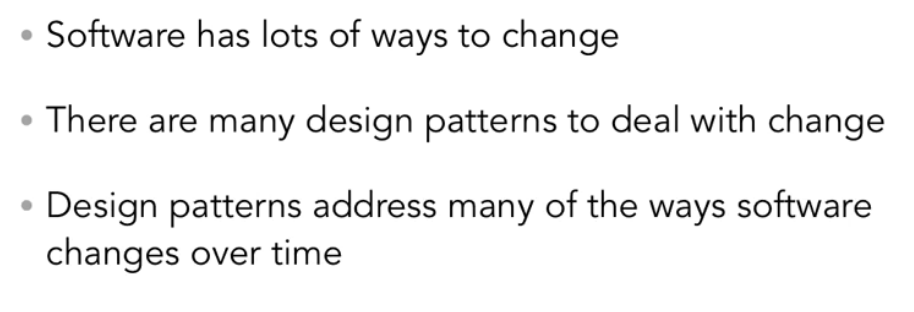 • Software has lots of ways to change
• There are many design patterns to deal with change
• Design patterns address many of the ways software
changes over time